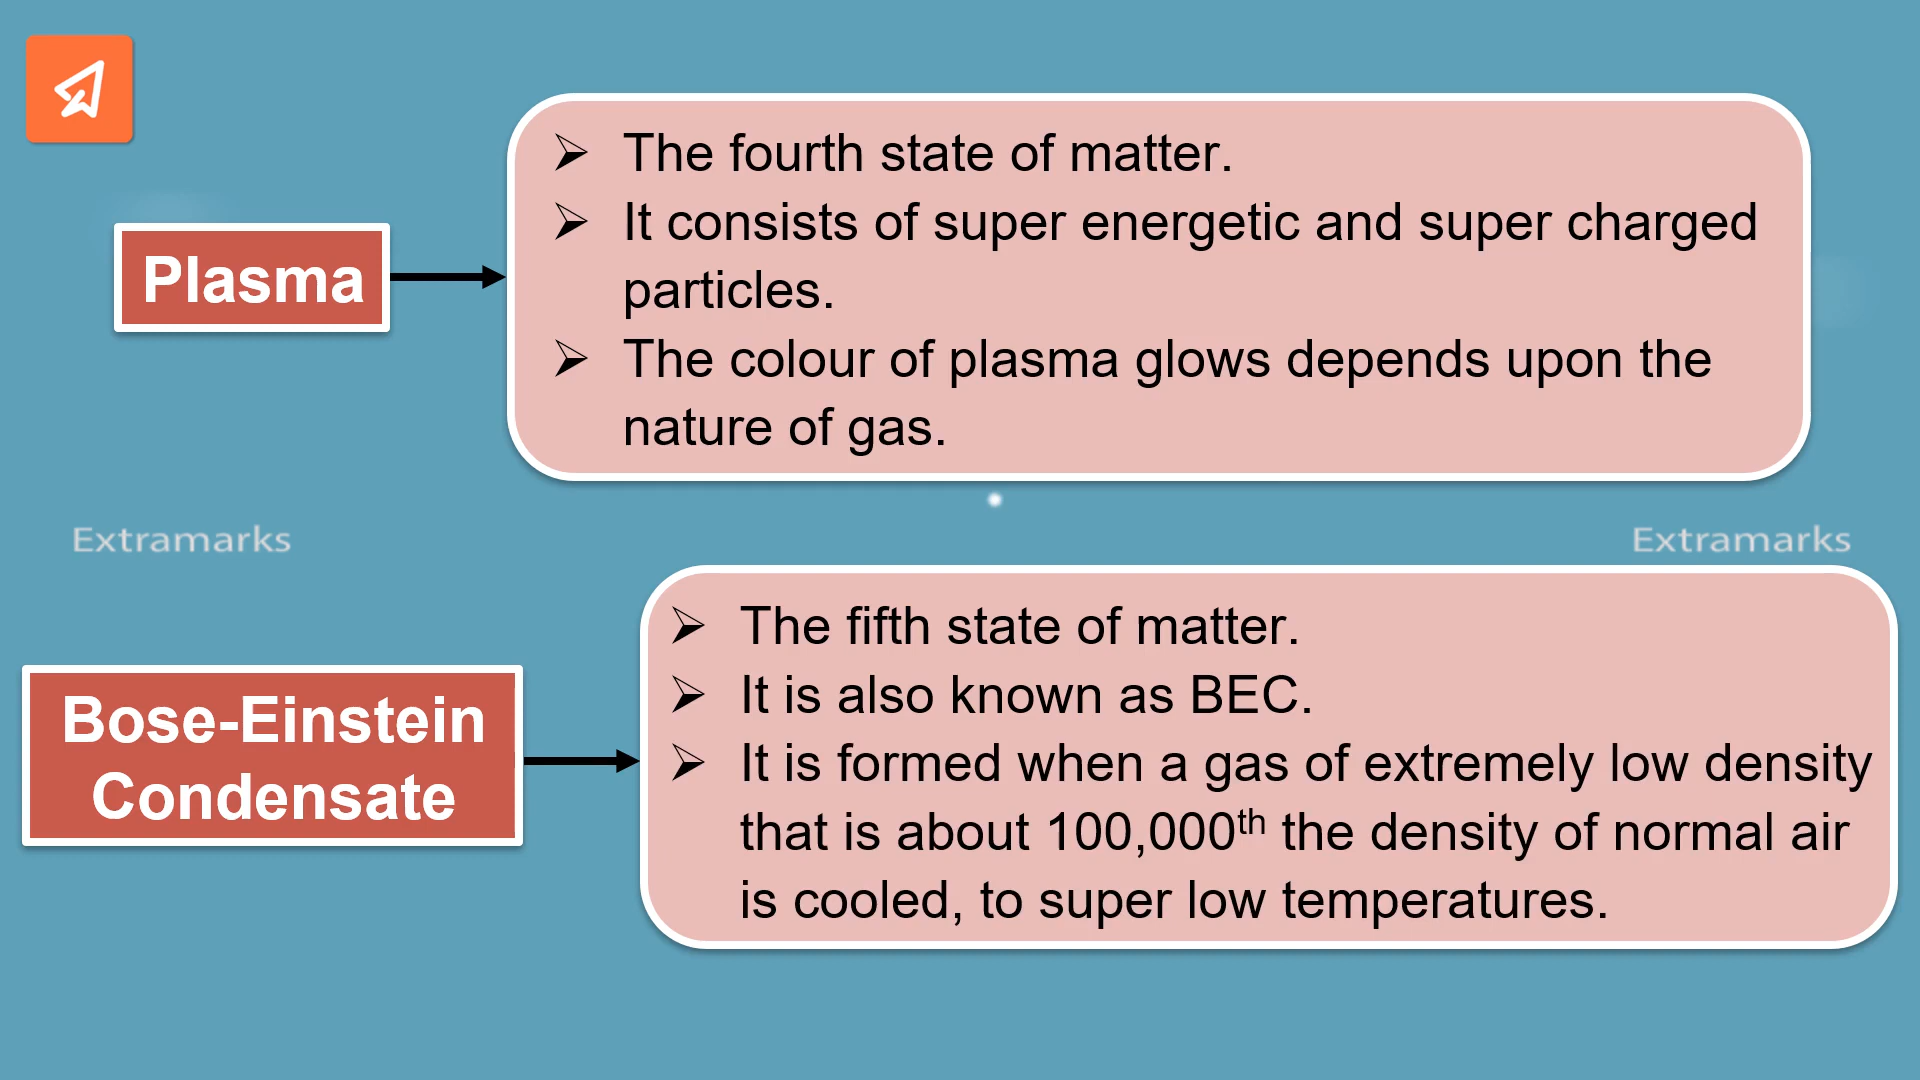 Plasma
➢ The fourth state of matter.
➢ It consists of super energetic and super charged
particles.
➢ The colour of plasma glows depends upon the
nature of gas.
Extramarks
Extramarks
Bose-Einstein
Condensate
➢ The fifth state of matter.
➢ It is also known as BEC.
➢ It is formed when a gas of extremely low density
that is about 100,000th the density of normal air
is cooled, to super low temperatures.